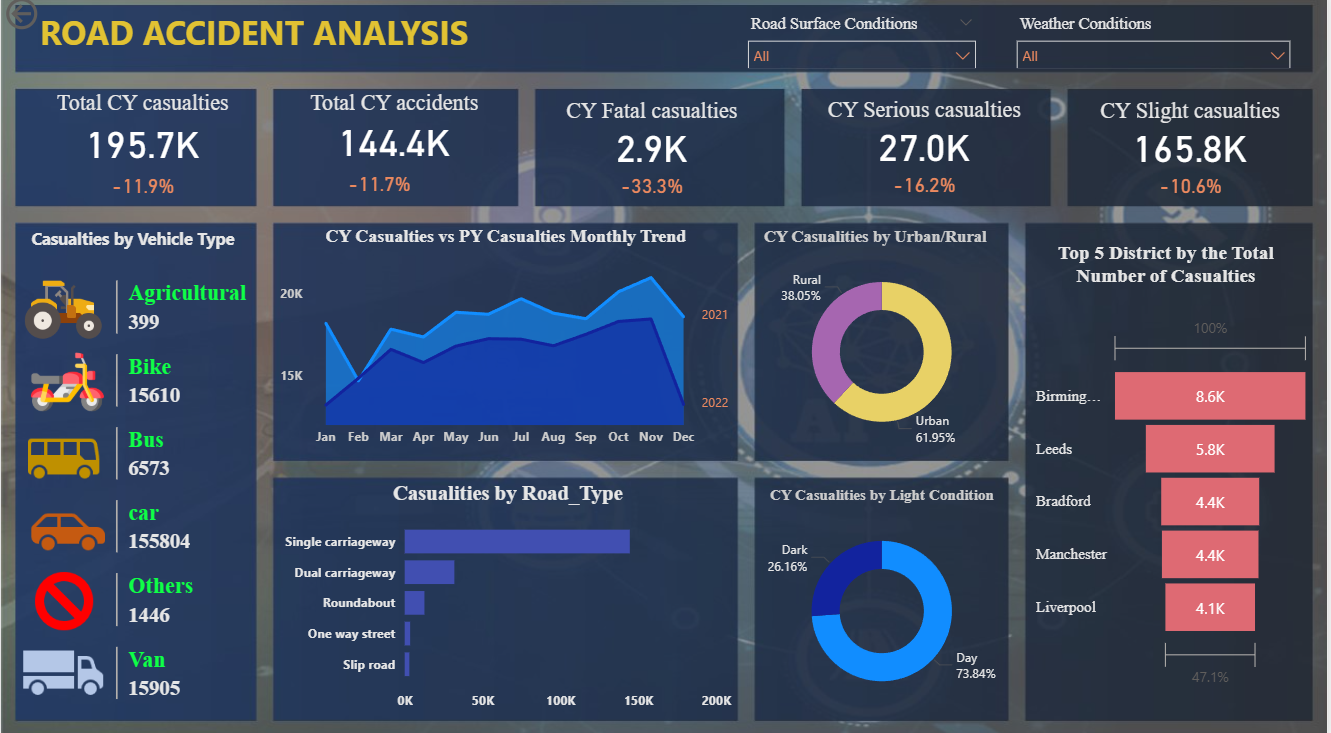 ROAD ACCIDENT ANALYSIS
Road Surface Conditions
All
Weather Conditions
All
Total CY casualties
195.7K
-11.9%
Total CY accidents
144.4K
-11.7%
CY Fatal casualties
2.9K
-33.3%
CY Serious casualties
27.0K
-16.2%
CY Slight casualties
165.8K
-10.6%
Casualties by Vehicle Type
Agricultural
399
Bike
15610
Bus
6573
car
155804
Others
1446
Van
15905
CY Casualties vs PY Casualties Monthly Trend
20K
15K
2021
2022
Jan Feb Mar Apr May Jun Jul Aug Sep Oct Nov Dec
Casualities by Road_Type
Single carriageway
Dual carriageway
Roundabout
One way street
Slip road
0K 50K 100K 150K 200K
CY Casualities by Urban/Rural
Rural
38.05%
Urban
61.95%
CY Casualities by Light Condition
Dark
26.16%
Day
73.84%
Top 5 District by the Total
Number of Casualties
100%
Birming... 8.6K
Leeds 5.8K
Bradford 4.4K
Manchester 4.4K
Liverpool 4.1K
47.1%